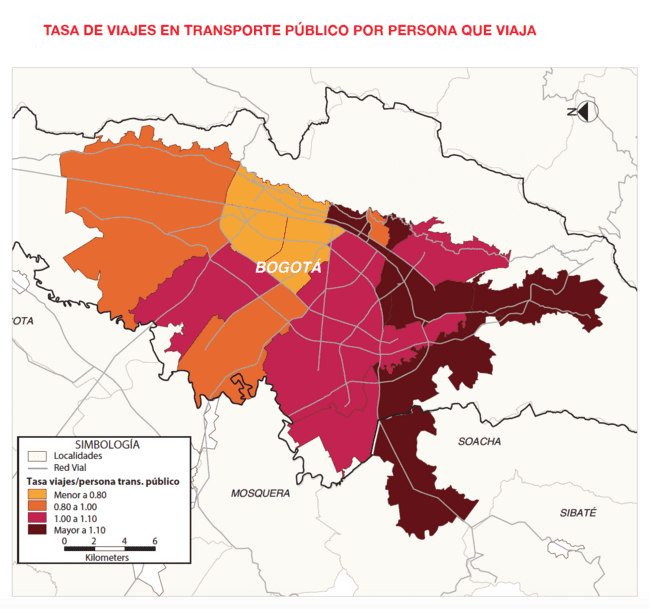 TASA DE VIAJES EN TRANSPORTE PÚBLICO POR PERSONA QUE VIAJA
N
BOGOTÁ
OTA
SOACHA
MOSQUERA
SIBATÉ
SIMBOLOGÍA
Localidades
Red Vial
Tasa viajes/persona trans. público
Menor a 0.80
0.80 a 1.00
1.00 a 1.10
Mayor a 1.10
0 2 4 6
Kilometers